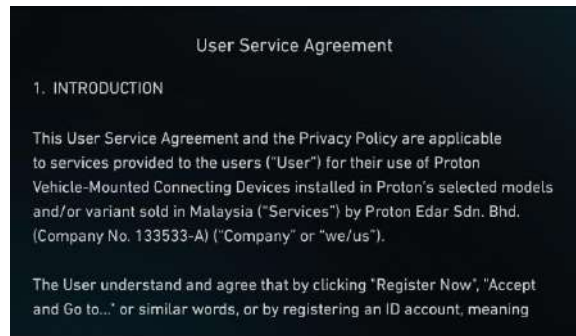 User Service Agreement
1. INTRODUCTION
This User Service Agreement and the Privacy Policy are applicable
to services provided to the users ("User") for their use of Proton
Vehicle-Mounted Connecting Devices installed in Proton's selected models
and/or variant sold in Malaysia ("Services") by Proton Edar Sdn. Bhd.
(Company No. 133533-A) ("Company" or "we/us").
The User understand and agree that by clicking "Register Now", "Accept
and Go to..." or similar words, or by registering an ID account, meaning